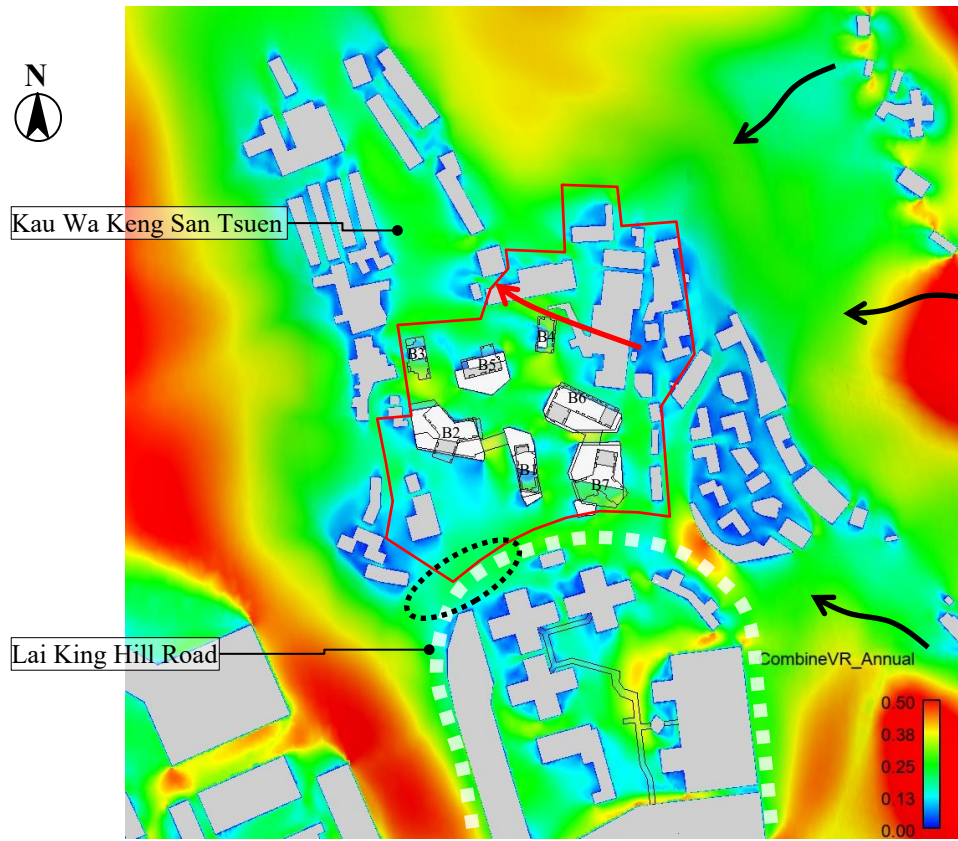 N
Kau Wa Keng San Tsuen
B4
B3
B5
B6
B2
B1
B7
Lai King Hill Road
CombineVR_Annual
0.50
0.38
0.25
0.13
0.00